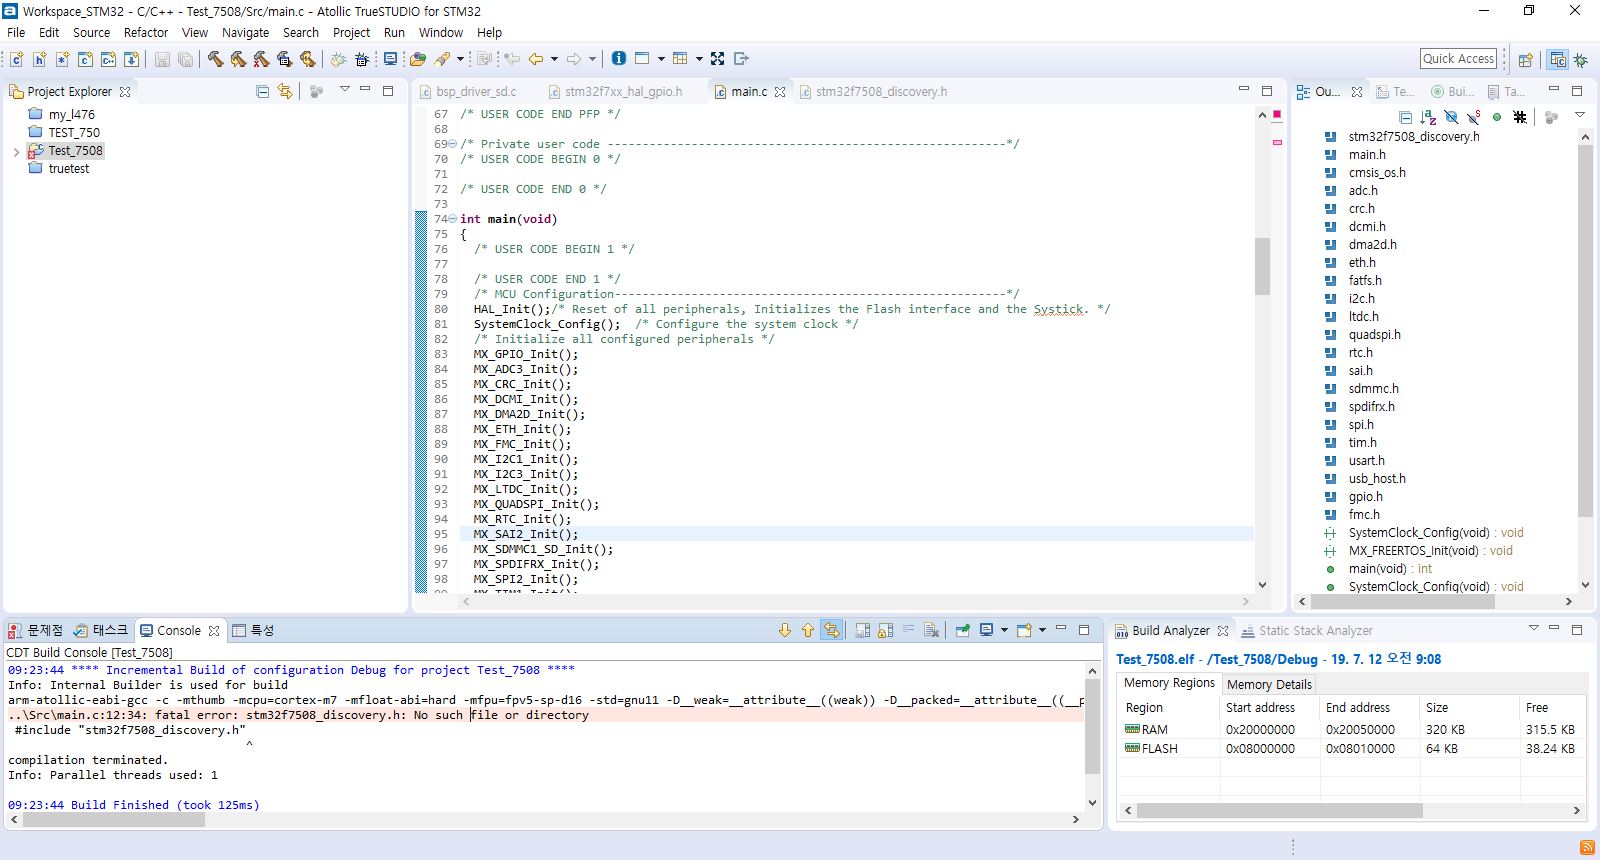 Workspace_STM32 - C/C++ - Test_7508/Src/main.c - Atollic TrueSTUDIO for STM32
File Edit Source Refactor View Navigate Search Project Run Window Help
Quick Access
Project Explorer
my_l476
TEST_750
Test_7508
truetest
bsp_driver_sd.c stm32f7xx_hal_gpio.h main.c stm32f7508_discovery.h
67 /* USER CODE END PFP */
68
69 /* Private user code ---------------------------------------------------------*/
70 /* USER CODE BEGIN 0 */
71
72 /* USER CODE END 0 */
73
74 int main(void)
75 {
76 /* USER CODE BEGIN 1 */
77
78 /* USER CODE END 1 */
79 /* MCU Configuration--------------------------------------------------------*/
80 HAL_Init();/* Reset of all peripherals, Initializes the Flash interface and the Systick. */
81 SystemClock_Config(); /* Configure the system clock */
82 /* Initialize all configured peripherals */
83 MX_GPIO_Init();
84 MX_ADC3_Init();
85 MX_CRC_Init();
86 MX_DCMI_Init();
87 MX_DMA2D_Init();
88 MX_ETH_Init();
89 MX_FMC_Init();
90 MX_I2C1_Init();
91 MX_I2C3_Init();
92 MX_LTDC_Init();
93 MX_QUADSPI_Init();
94 MX_RTC_Init();
95 MX_SAI2_Init();
96 MX_SDMMC1_SD_Init();
97 MX_SPDIFRX_Init();
98 MX_SPI2_Init();
99 MX_TIM1_Init();
Ou... Te... Bui... Ta...
stm32f7508_discovery.h
main.h
cmsis_os.h
adc.h
crc.h
dcmi.h
dma2d.h
eth.h
fatfs.h
i2c.h
ltdc.h
quadspi.h
rtc.h
sai.h
sdmmc.h
spdifrx.h
spi.h
tim.h
usart.h
usb_host.h
gpio.h
fmc.h
SystemClock_Config(void) : void
MX_FREERTOS_Init(void) : void
main(void) : int
SystemClock_Config(void) : void
문제점 태스크 Console 특성
CDT Build Console [Test_7508]
09:23:44 **** Incremental Build of configuration Debug for project Test_7508 ****
Info: Internal Builder is used for build
arm-atollic-eabi-gcc -c -mthumb -mcpu=cortex-m7 -mfloat-abi=hard -mfpu=fpv5-sp-d16 -std=gnu11 -D__weak=__attribute__((weak)) -D__packed=__attribute__((__p
..\Src\main.c:12:34: fatal error: stm32f7508_discovery.h: No such file or directory
#include "stm32f7508_discovery.h"
^
compilation terminated.
Info: Parallel threads used: 1
09:23:44 Build Finished (took 125ms)
Build Analyzer Static Stack Analyzer
Test_7508.elf - /Test_7508/Debug - 19. 7. 12 오전 9:08
Memory Regions Memory Details
Region Start address End address Size Free
RAM 0x20000000 0x20050000 320 KB 315.5 KB
FLASH 0x08000000 0x08010000 64 KB 38.24 KB